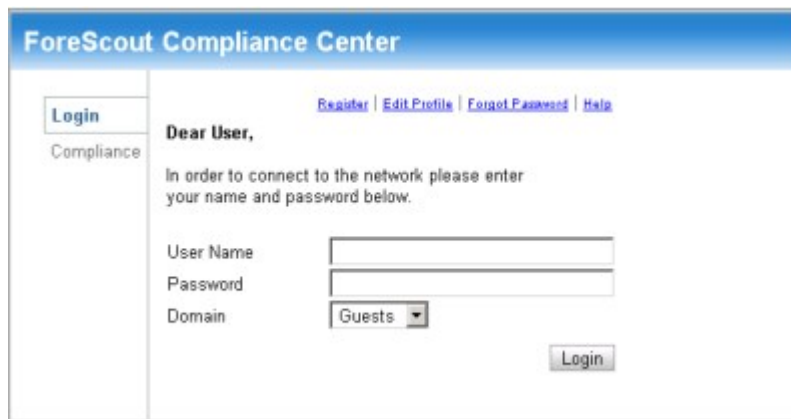 ForeScout Compliance Center
Login
Compliance
Register | Edit Profile | Forgot Password | Help
Dear User,
In order to connect to the network please enter
your name and password below.
User Name
Password
Domain
Guests
Login